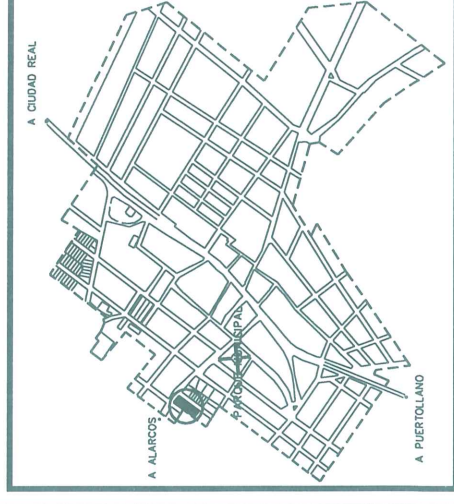 A CIUDAD REAL
PARQUE MUNICIPAL
A ALARCOS
A PUERTOLLANO